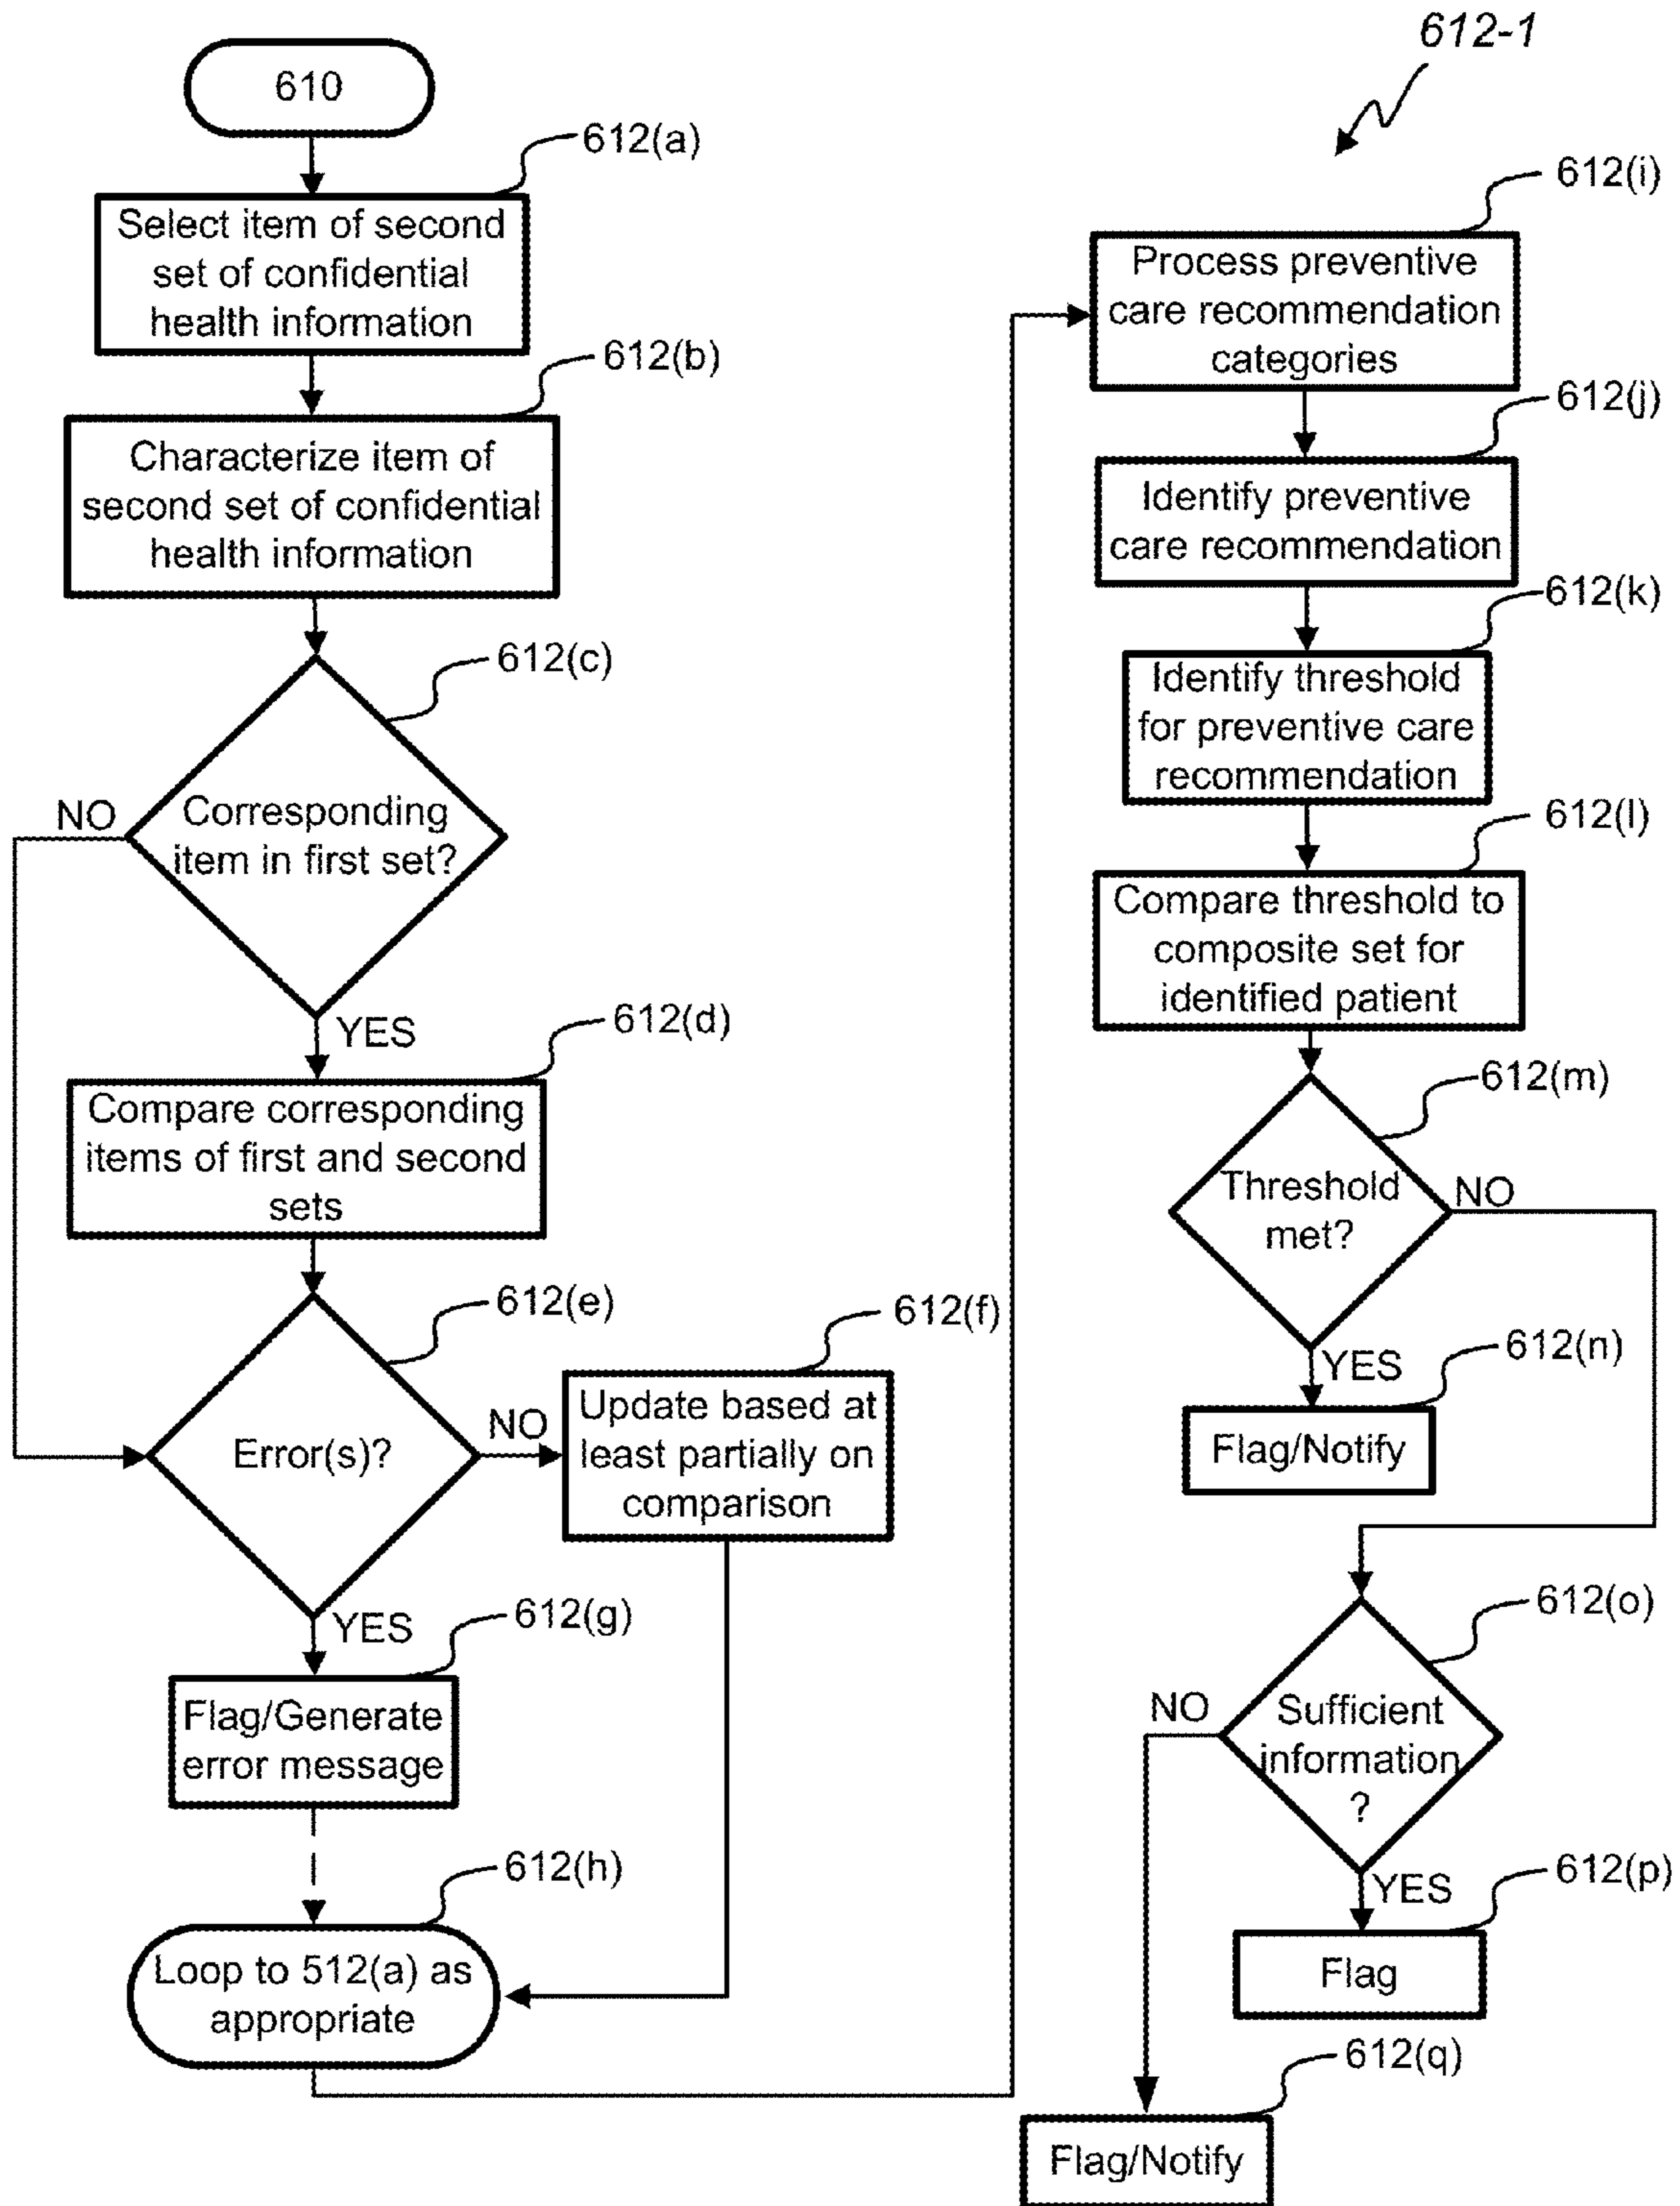 612-1
610
612(a)
Select item of second
set of confidential
health information
612(b)
Characterize item of
second set of confidential
health information
612(c)
Corresponding
item in first set?
NO
YES
612(d)
Compare corresponding
items of first and second
sets
612(e)
Error(s)?
NO
612(f)
Update based at
least partially on
comparison
YES
612(g)
Flag/Generate
error message
612(h)
Loop to 512(a) as
appropriate
612(i)
Process preventive
care recommendation
categories
612(j)
Identify preventive
care recommendation
612(k)
Identify threshold
for preventive care
recommendation
612(l)
Compare threshold to
composite set for
identified patient
612(m)
Threshold
met?
NO
YES
612(n)
Flag/Notify
612(o)
Sufficient
information
?
NO
YES
612(p)
Flag
612(q)
Flag/Notify